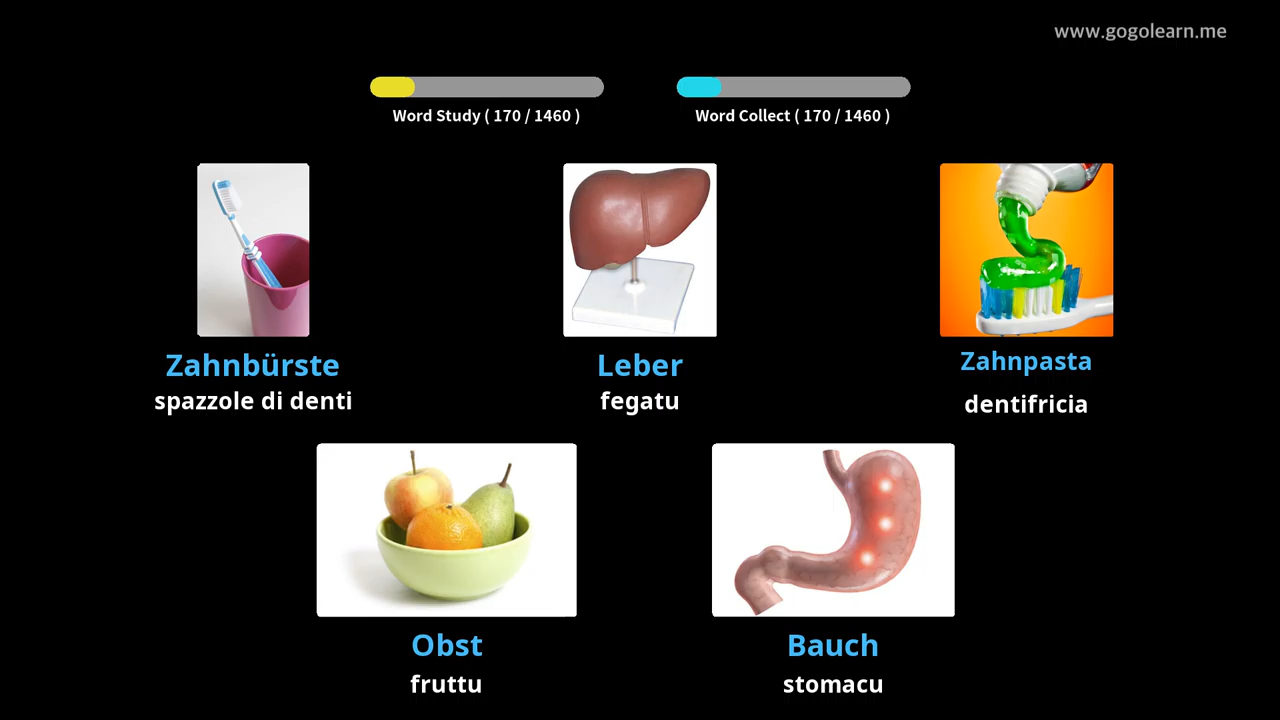 www.gogolearn.me
Word Study ( 170 / 1460 )
Word Collect ( 170 / 1460 )
Zahnbürste
spazzole di denti
Leber
fegatu
Zahnpasta
dentifricia
Obst
fruttu
Bauch
stomacu